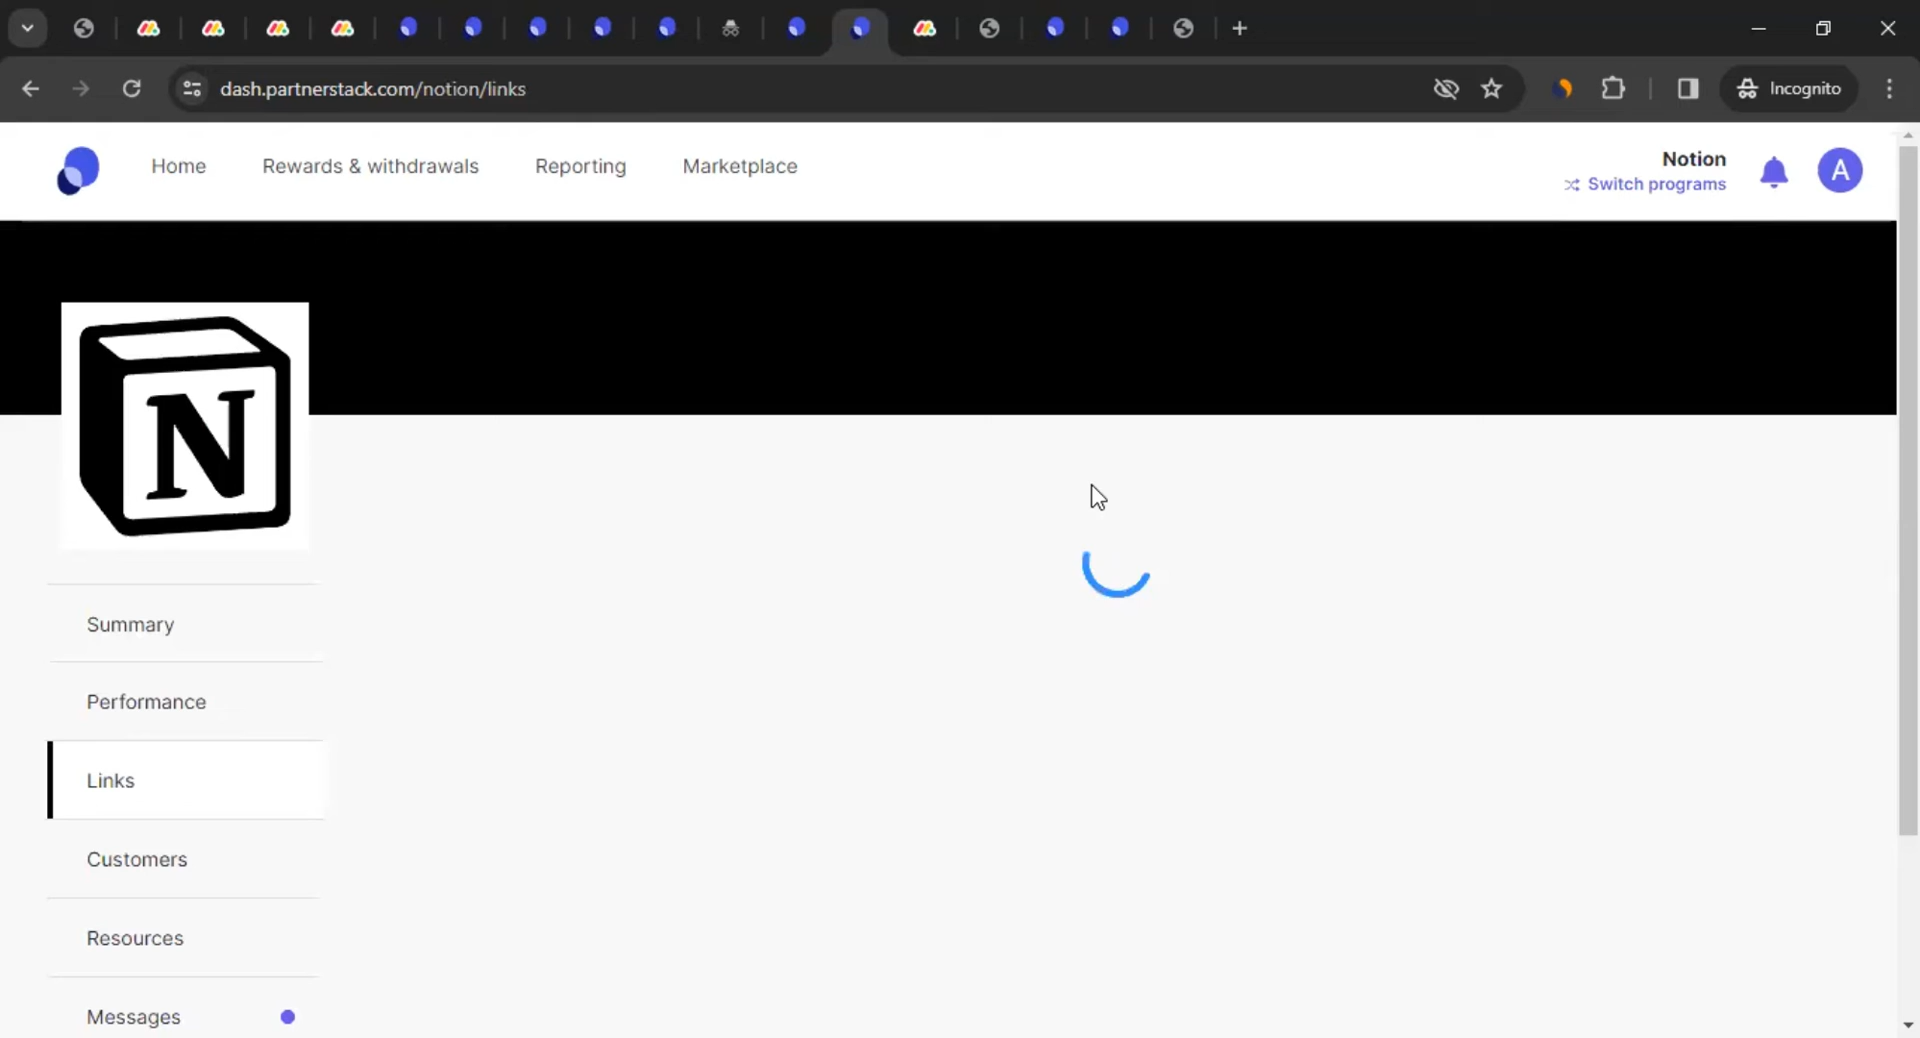 dash.partnerstack.com/notion/links
Incognito
Home
Rewards & withdrawals
Reporting
Marketplace
Notion
Switch programs
A
N
Summary
Performance
Links
Customers
Resources
Messages